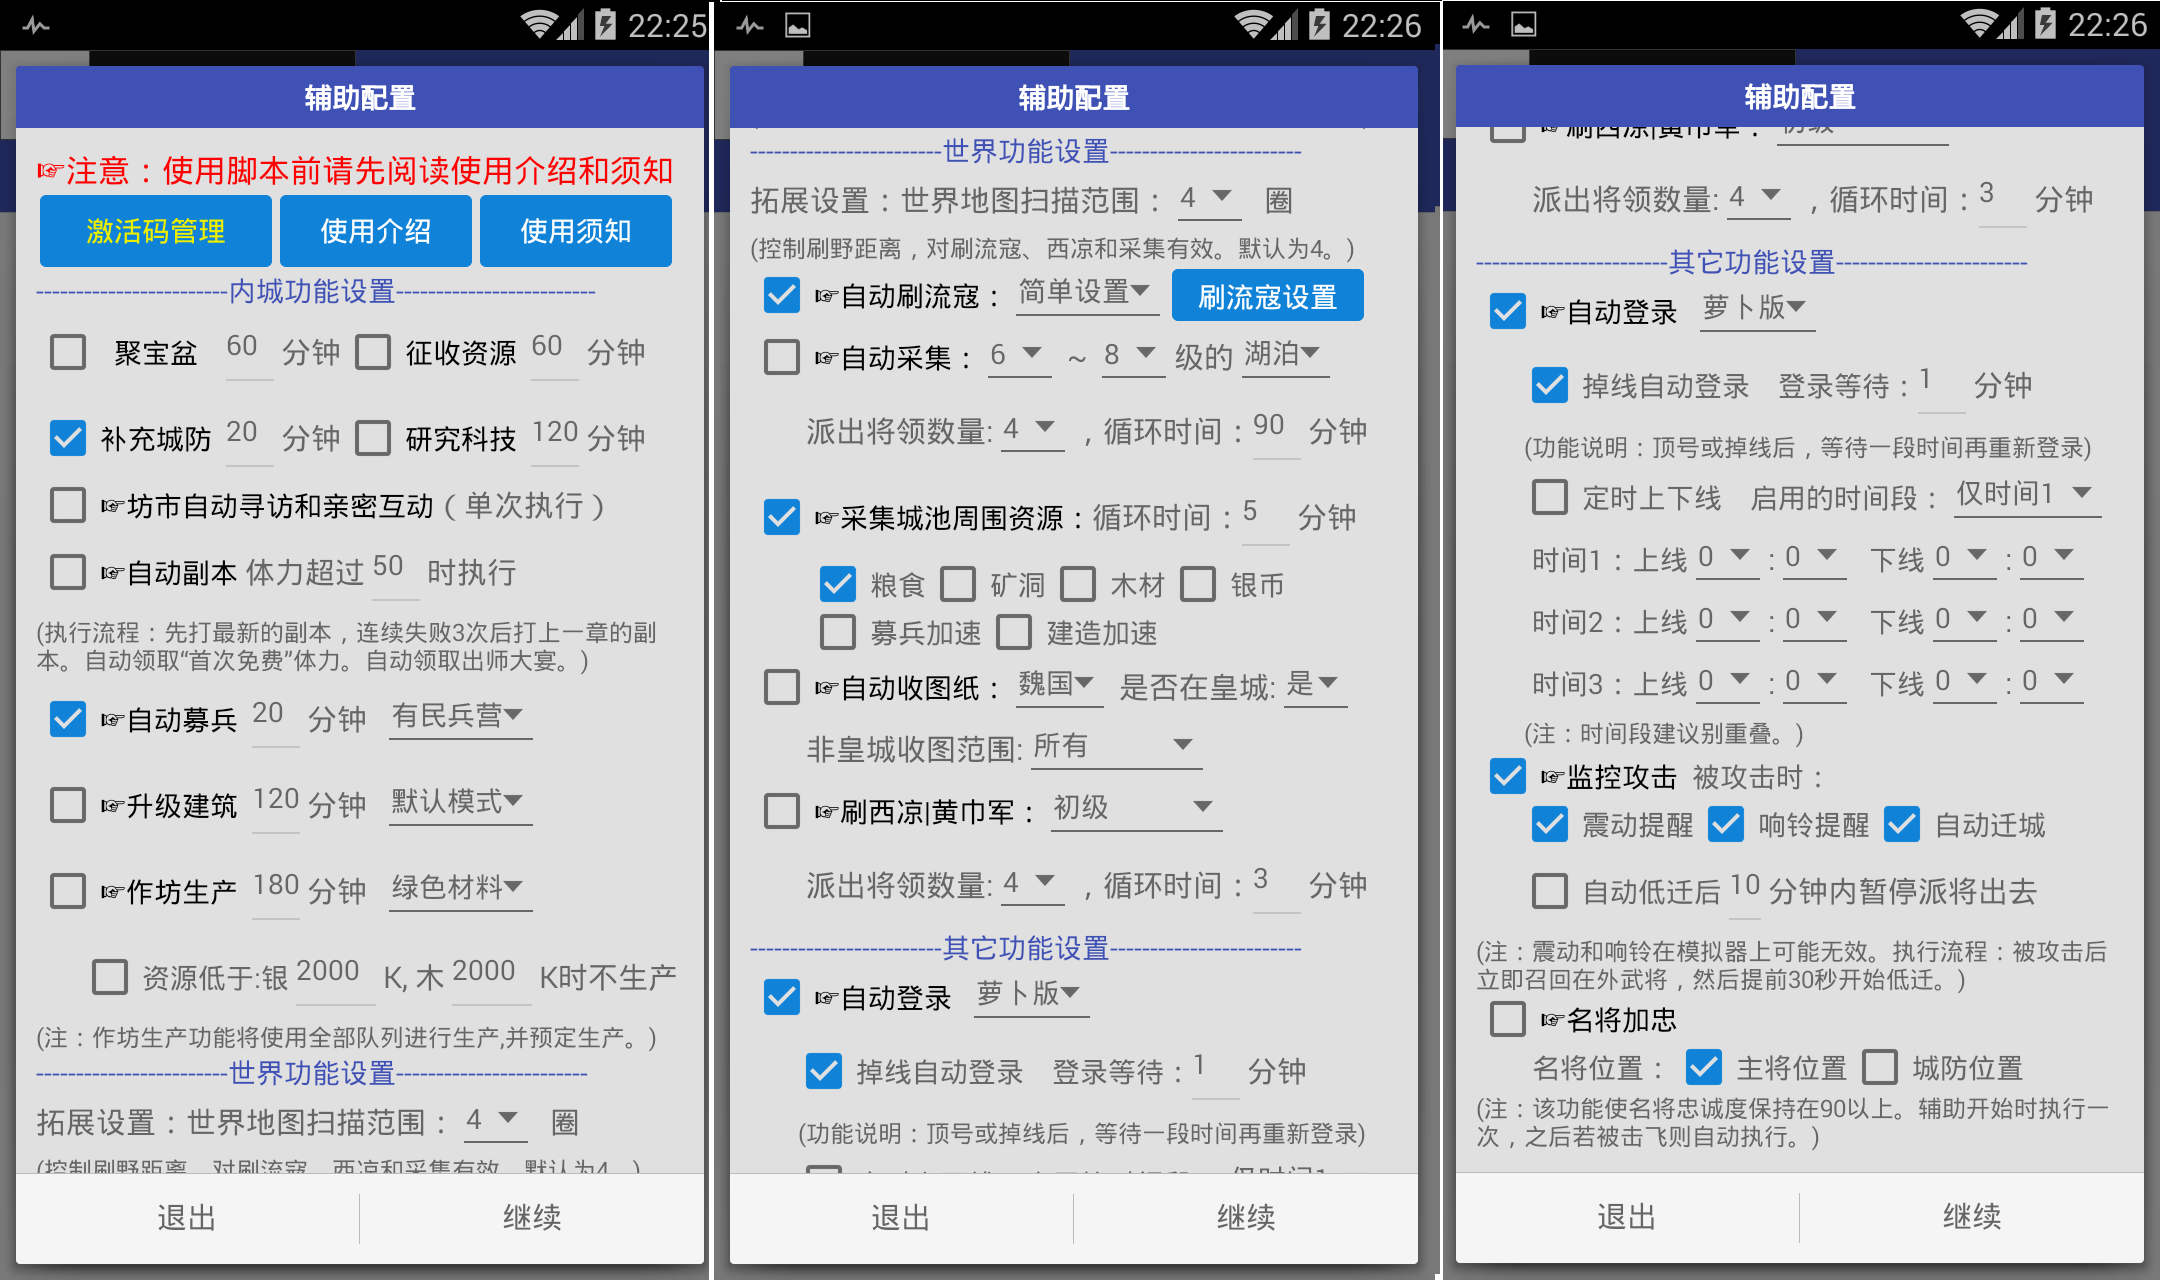 22:25
辅助配置
☞注意：使用脚本前请先阅读使用介绍和须知
激活码管理 使用介绍 使用须知
------------------------内城功能设置-------------------------
聚宝盆 60 分钟 征收资源 60 分钟
补充城防 20 分钟 研究科技 120 分钟
☞坊市自动寻访和亲密互动（单次执行）
☞自动副本 体力超过 50 时执行
(执行流程：先打最新的副本，连续失败3次后打上一章的副
本。自动领取“首次免费”体力。自动领取出师大宴。)
☞自动募兵 20 分钟 有民兵营
☞升级建筑 120 分钟 默认模式
☞作坊生产 180 分钟 绿色材料
资源低于:银 2000 K, 木 2000 K时不生产
(注：作坊生产功能将使用全部队列进行生产,并预定生产。)
------------------------世界功能设置------------------------
拓展设置：世界地图扫描范围： 4 圈
(控制刷野距离，对刷流寇、西凉和采集有效。默认为4。)
退出 继续
22:26
辅助配置
------------------------世界功能设置------------------------
拓展设置：世界地图扫描范围： 4 圈
(控制刷野距离，对刷流寇、西凉和采集有效。默认为4。)
☞自动刷流寇： 简单设置 刷流寇设置
☞自动采集： 6 ~ 8 级的 湖泊
派出将领数量: 4 ，循环时间：90 分钟
☞采集城池周围资源：循环时间：5 分钟
粮食 矿洞 木材 银币
募兵加速 建造加速
☞自动收图纸： 魏国 是否在皇城: 是
非皇城收图范围: 所有
☞刷西凉|黄巾军： 初级
派出将领数量: 4 ，循环时间：3 分钟
------------------------其它功能设置------------------------
☞自动登录 萝卜版
掉线自动登录 登录等待：1 分钟
(功能说明：顶号或掉线后，等待一段时间再重新登录)
仅时间1
退出 继续
22:26
辅助配置
☞刷西凉|黄巾军： 初级
派出将领数量: 4 ，循环时间：3 分钟
------------------------其它功能设置------------------------
☞自动登录 萝卜版
掉线自动登录 登录等待：1 分钟
(功能说明：顶号或掉线后，等待一段时间再重新登录)
定时上下线 启用的时间段： 仅时间1
时间1：上线 0 : 0 下线 0 : 0
时间2：上线 0 : 0 下线 0 : 0
时间3：上线 0 : 0 下线 0 : 0
(注：时间段建议别重叠。)
☞监控攻击 被攻击时：
震动提醒 响铃提醒 自动迁城
自动低迁后 10 分钟内暂停派将出去
(注：震动和响铃在模拟器上可能无效。执行流程：被攻击后
立即召回在外武将，然后提前30秒开始低迁。)
☞名将加忠
名将位置： 主将位置 城防位置
(注：该功能使名将忠诚度保持在90以上。辅助开始时执行一
次，之后若被击飞则自动执行。)
退出 继续